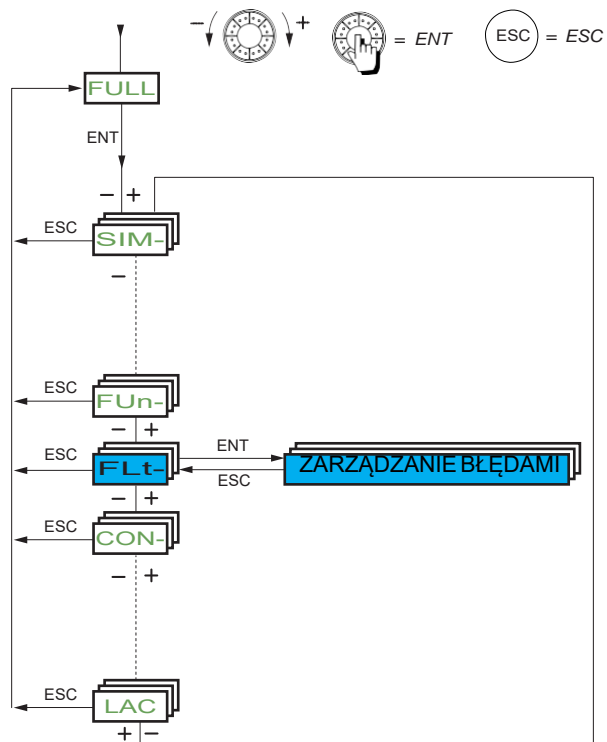 − + = ENT ESC = ESC
FULL
ENT
− +
ESC SIM-
−
ESC FUn-
− +
ESC FLt- ENT ZARZĄDZANIE BŁĘDAMI
ESC
− +
ESC CON-
− +
ESC LAC
+ −